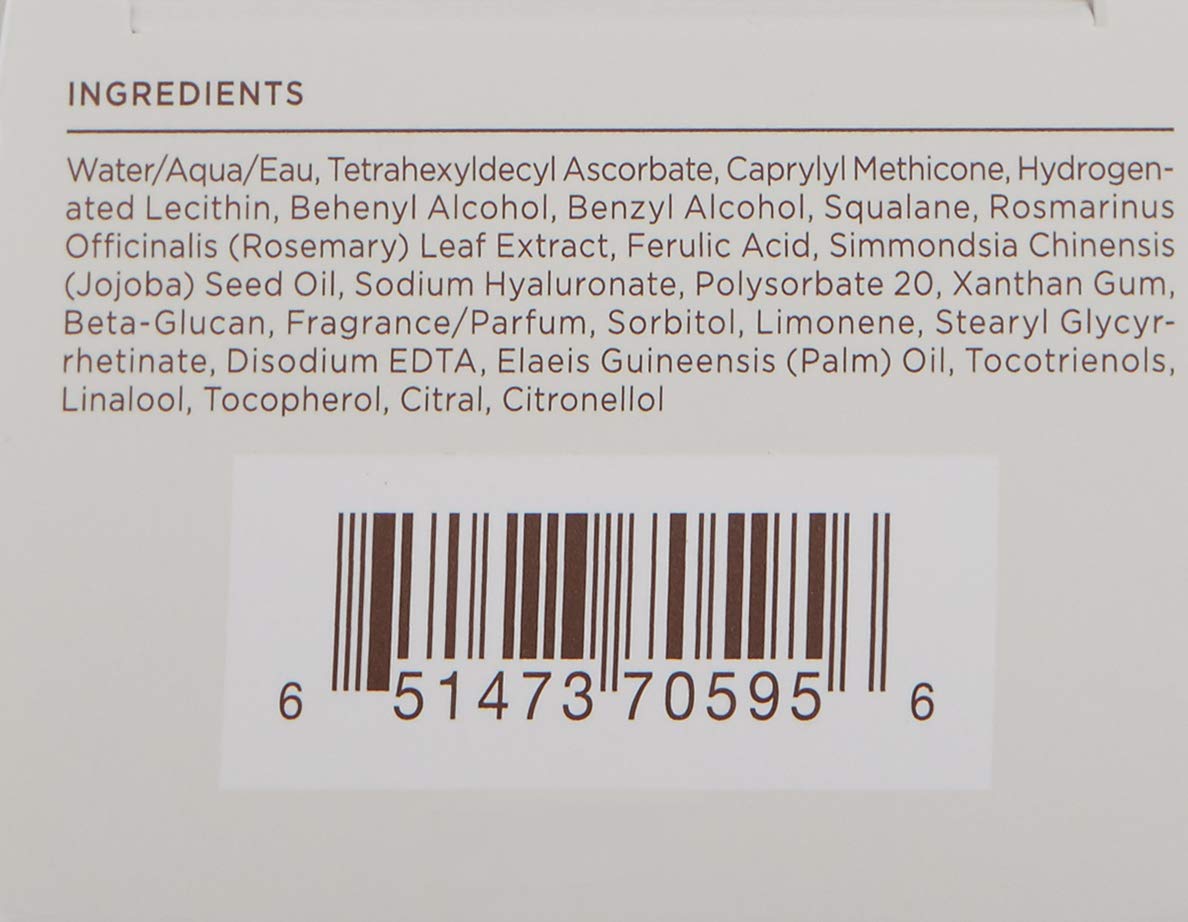 INGREDIENTS
Water/Aqua/Eau, Tetrahexyldecyl Ascorbate, Caprylyl Methicone, Hydrogen-
ated Lecithin, Behenyl Alcohol, Benzyl Alcohol, Squalane, Rosmarinus
Officinalis (Rosemary) Leaf Extract, Ferulic Acid, Simmondsia Chinensis
(Jojoba) Seed Oil, Sodium Hyaluronate, Polysorbate 20, Xanthan Gum,
Beta-Glucan, Fragrance/Parfum, Sorbitol, Limonene, Stearyl Glycyr-
rhetinate, Disodium EDTA, Elaeis Guineensis (Palm) Oil, Tocotrienols,
Linalool, Tocopherol, Citral, Citronellol
6 51473 70595 6